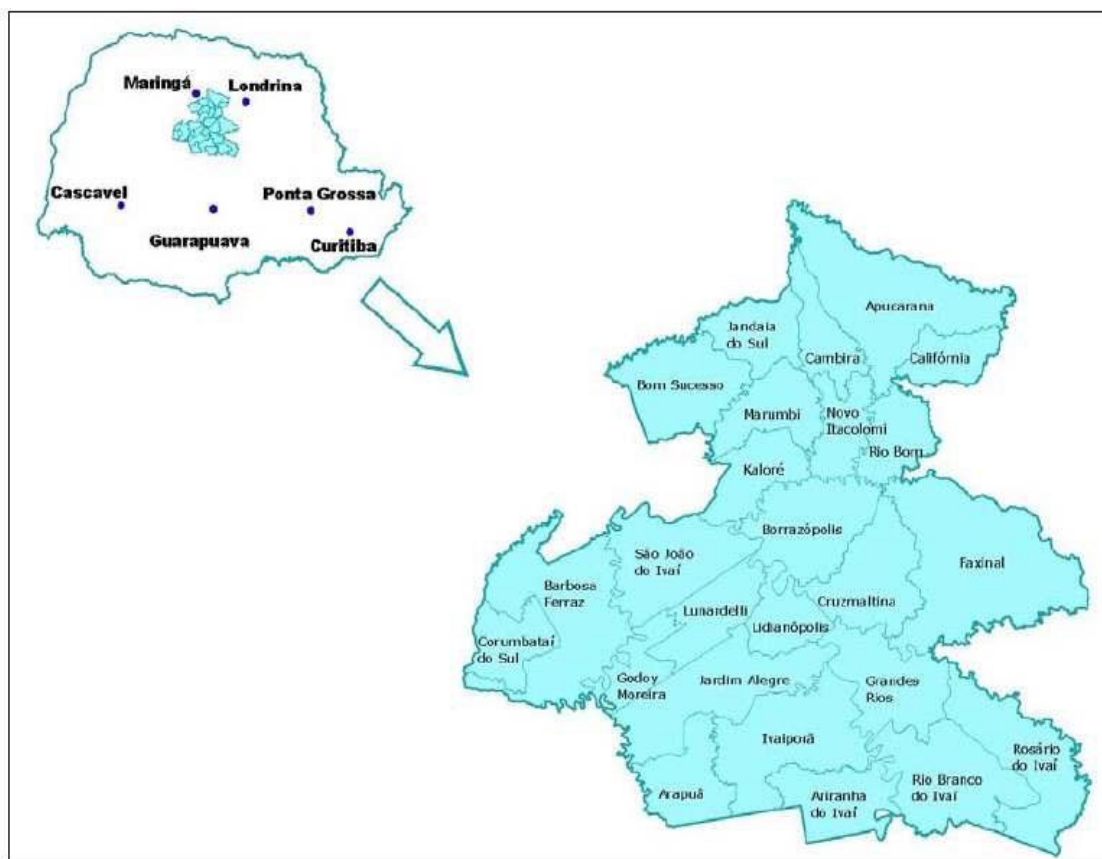 Maringá
Londrina
Cascavel
Ponta Grossa
Guarapuava
Curitiba
Apucarana
Jandaia
do Sul
Cambira
Califórnia
Bom Sucesso
Marumbi
Novo
Itacolomi
Rio Bom
Kaloré
Borrazópolis
São João
do Ivaí
Faxinal
Barbosa
Ferraz
Lunardelli
Cruzmaltina
Lidianópolis
Corumbataí
do Sul
Godoy
Moreira
Jardim Alegre
Grandes
Rios
Ivaiporã
Rosário
do Ivaí
Arapuã
Ariranha
do Ivaí
Rio Branco
do Ivaí